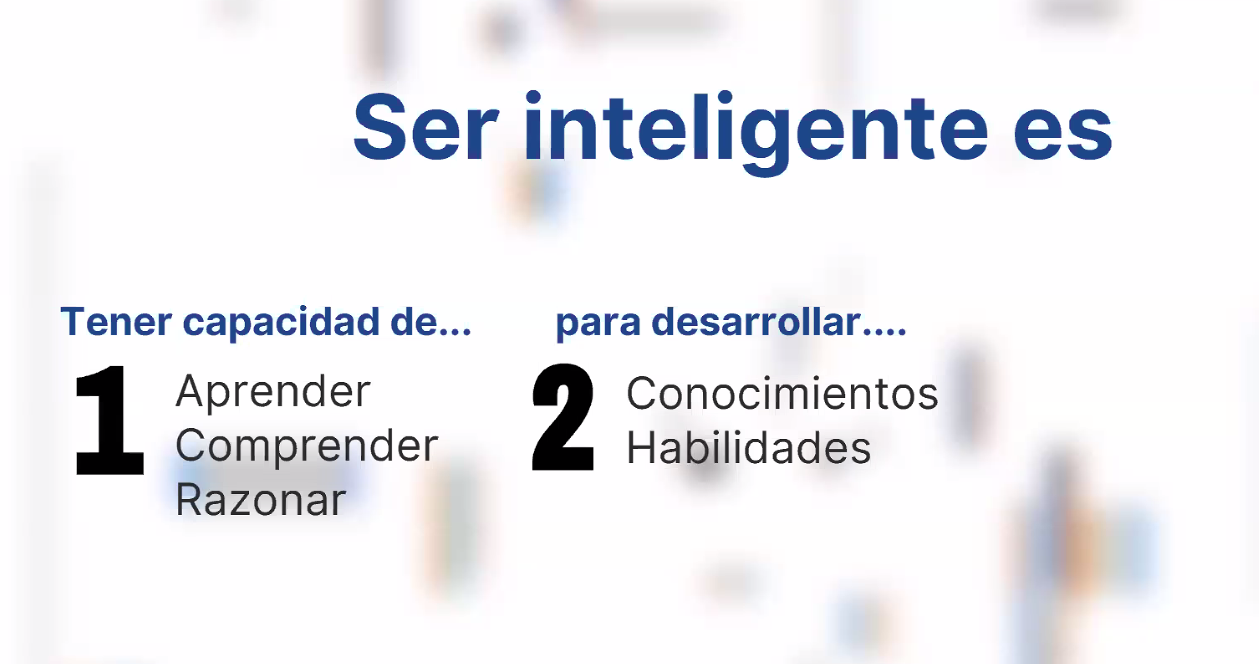 Ser inteligente es
Tener capacidad de...
1
Aprender
Comprender
Razonar
para desarrollar....
2
Conocimientos
Habilidades